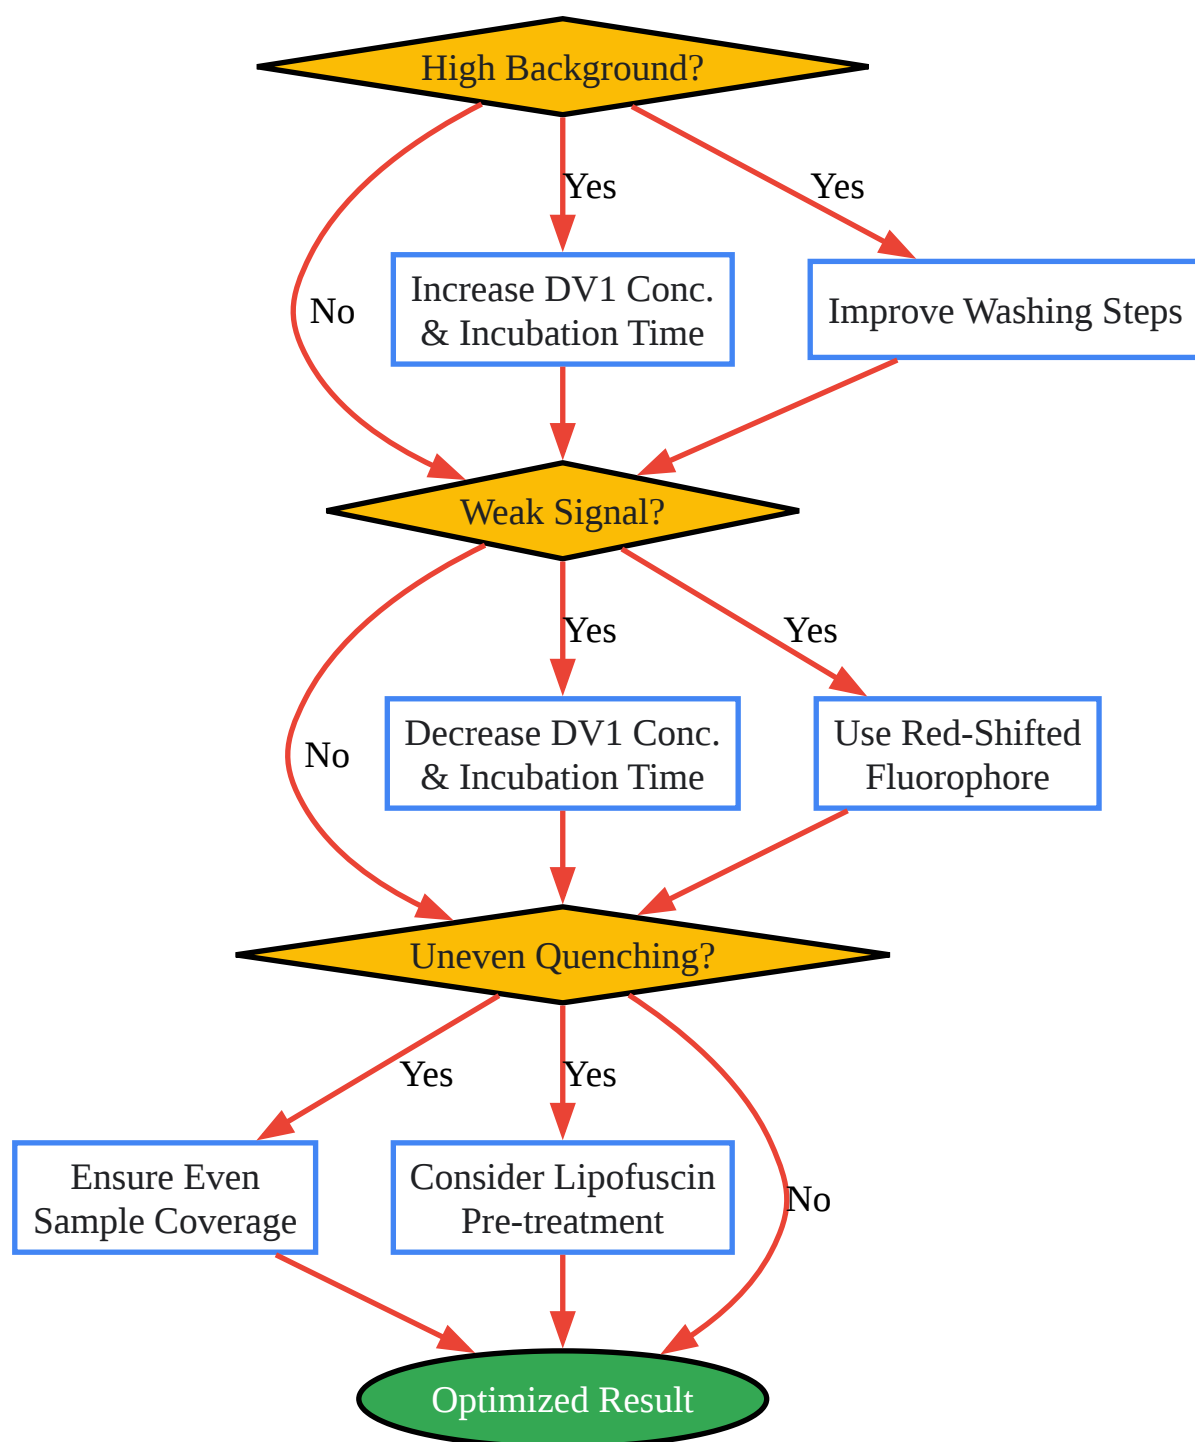 High Background?
Yes
Yes
No
Increase DV1 Conc.
& Incubation Time
Improve Washing Steps
Weak Signal?
Yes
Yes
No
Decrease DV1 Conc.
& Incubation Time
Use Red-Shifted
Fluorophore
Uneven Quenching?
Yes
Yes
No
Ensure Even
Sample Coverage
Consider Lipofuscin
Pre-treatment
Optimized Result